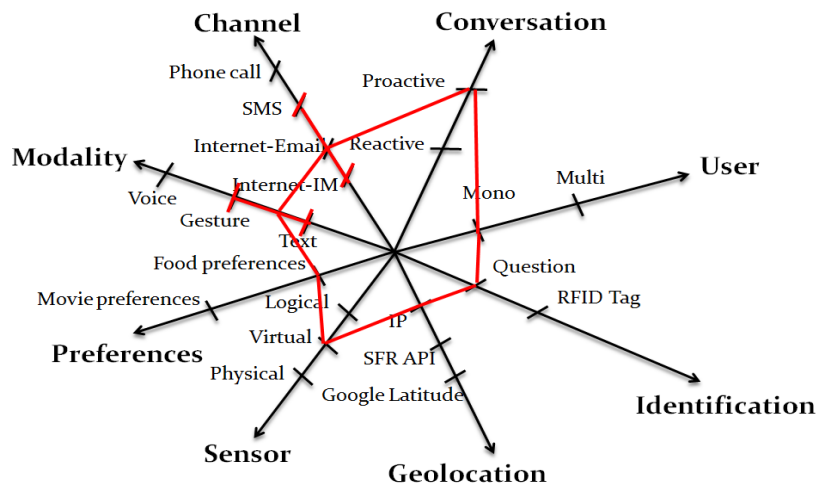 Channel
Conversation
Phone call
Proactive
SMS
Internet-Email
Reactive
Modality
User
Internet-IM
Mono
Multi
Voice
Gesture
Text
Food preferences
Question
Movie preferences
Logical
IP
RFID Tag
Virtual
Preferences
SFR API
Physical
Google Latitude
Identification
Sensor
Geolocation